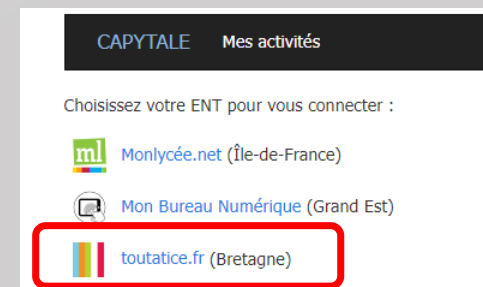 CAPYTALE Mes activités
Choisissez votre ENT pour vous connecter :
ml Monlycée.net (Île-de-France)
Mon Bureau Numérique (Grand Est)
toutatice.fr (Bretagne)